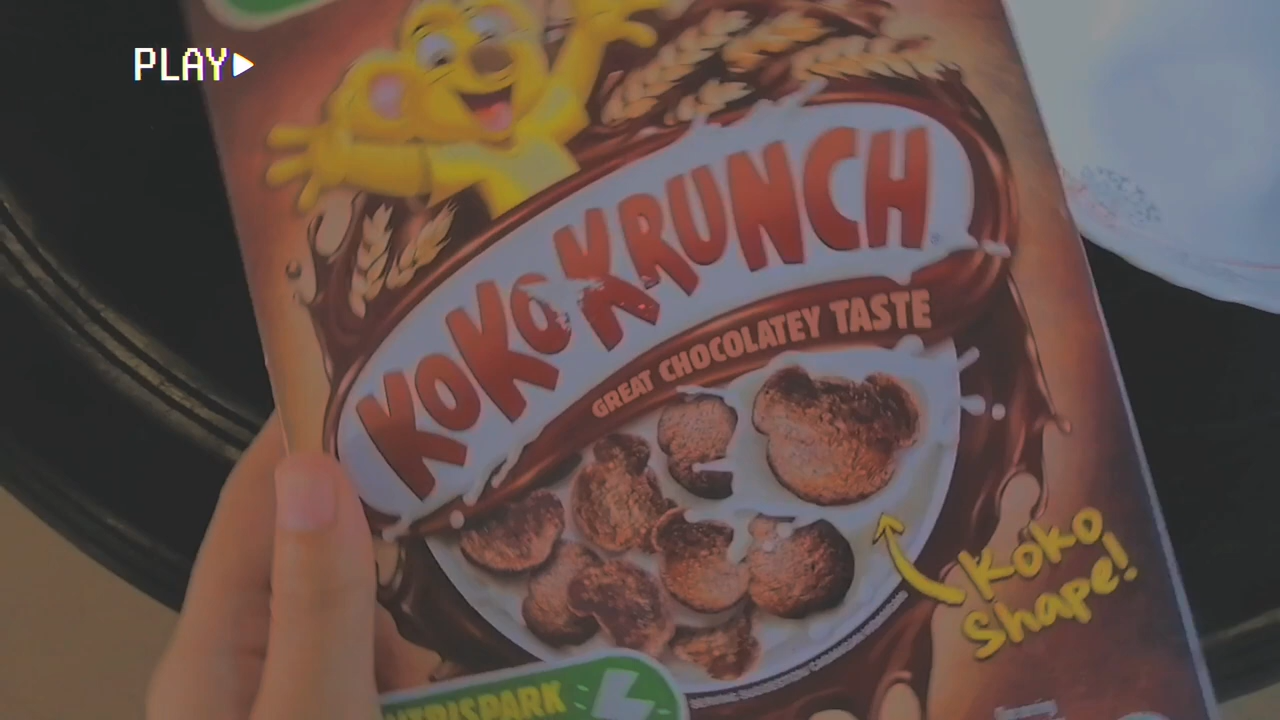 PLAY
KOKO KRUNCH
GREAT CHOCOLATEY TASTE
Koko
Shape!